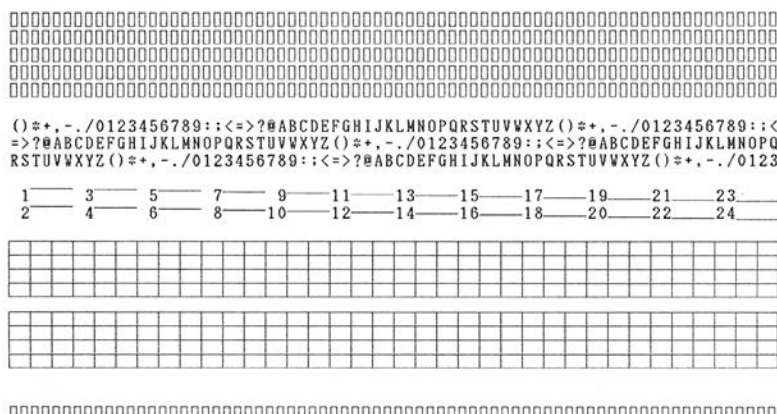 ()*+,-./0123456789:;<=>?@ABCDEFGHIJKLMNOPQRSTUVWXYZ()*+,-./0123456789:;<
=>?@ABCDEFGHIJKLMNOPQRSTUVWXYZ()*+,-./0123456789:;<=>?@ABCDEFGHIJKLMNOPQ
RSTUVWXYZ()*+,-./0123456789:;<=>?@ABCDEFGHIJKLMNOPQRSTUVWXYZ()*+,-./0123
1 3 5 7 9 11 13 15 17 19 21 23
2 4 6 8 10 12 14 16 18 20 22 24